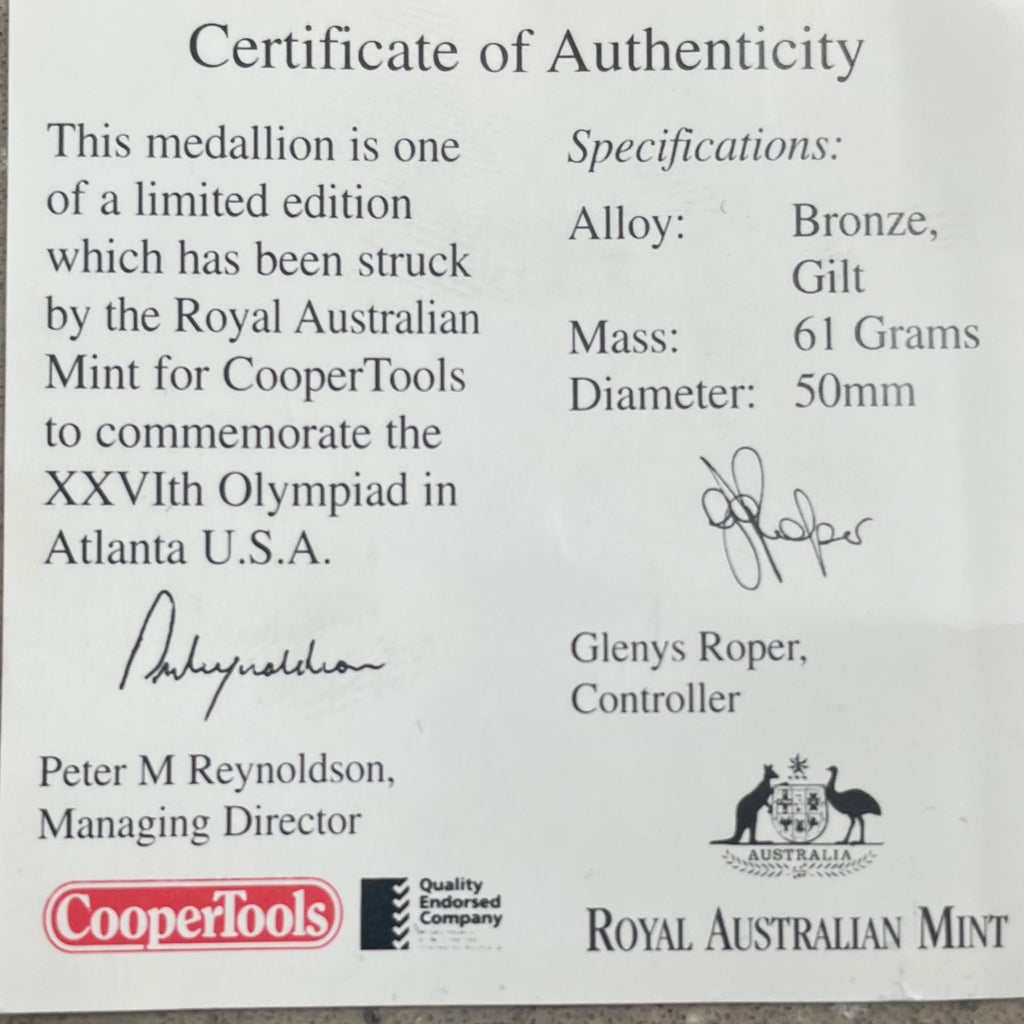 Certificate of Authenticity
This medallion is one
of a limited edition
which has been struck
by the Royal Australian
Mint for CooperTools
to commemorate the
XXVIth Olympiad in
Atlanta U.S.A.
Peter M Reynoldson,
Managing Director
CooperTools
Quality
Endorsed
Company
Specifications:
Alloy: Bronze,
Gilt
Mass: 61 Grams
Diameter: 50mm
Glenys Roper,
Controller
AUSTRALIA
ROYAL AUSTRALIAN MINT